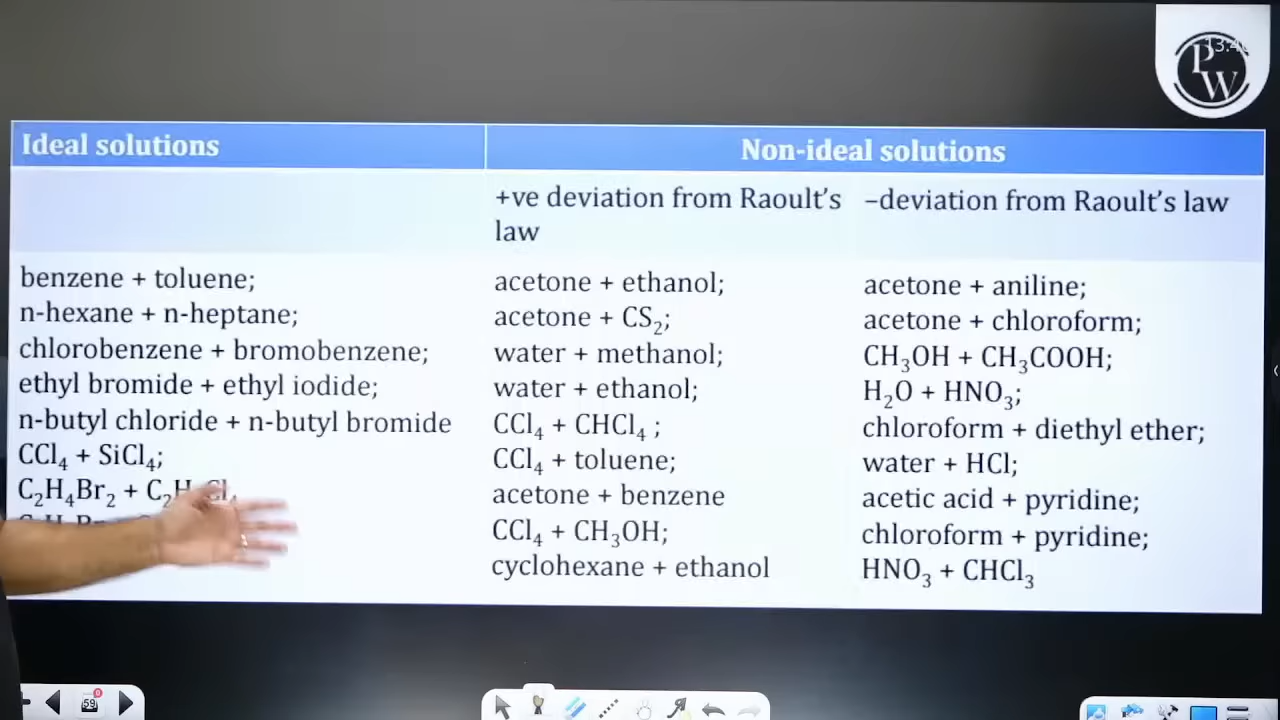 P
W
Ideal solutions
Non-ideal solutions
+ve deviation from Raoult's
law
–deviation from Raoult's law
benzene + toluene;
n-hexane + n-heptane;
chlorobenzene + bromobenzene;
ethyl bromide + ethyl iodide;
n-butyl chloride + n-butyl bromide
CCl₄ + SiCl₄;
C₂H₄Br₂ +
acetone + ethanol;
acetone + CS₂;
water + methanol;
water + ethanol;
CCl₄ + CHCl₄ ;
CCl₄ + toluene;
acetone + benzene
CCl₄ + CH₃OH;
cyclohexane + ethanol
acetone + aniline;
acetone + chloroform;
CH₃OH + CH₃COOH;
H₂O + HNO₃;
chloroform + diethyl ether;
water + HCl;
acetic acid + pyridine;
chloroform + pyridine;
HNO₃ + CHCl₃
59